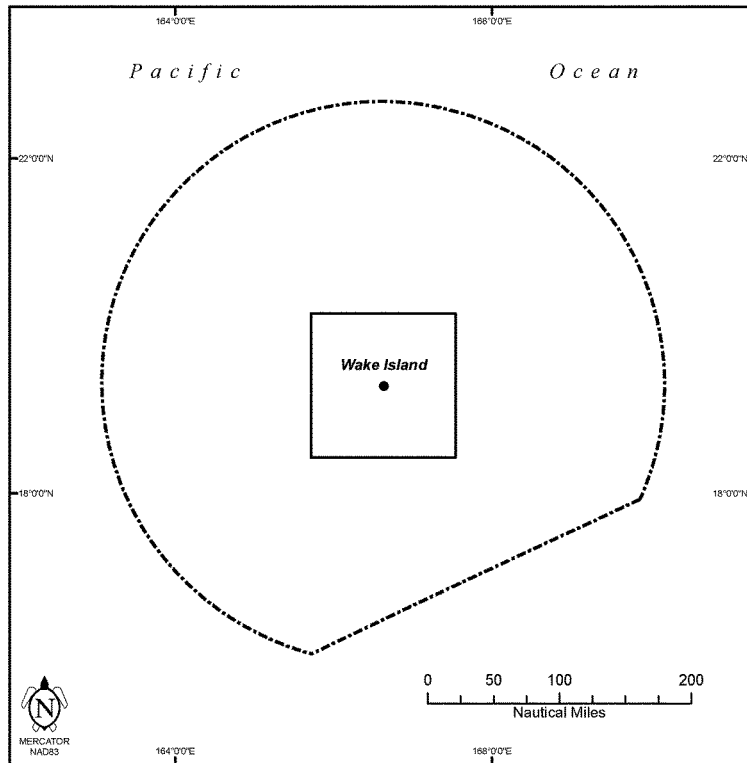 164°0'0"E 168°0'0"E
Pacific Ocean
22°0'0"N 22°0'0"N
Wake Island
18°0'0"N 18°0'0"N
0 50 100 200
Nautical Miles
N
MERCATOR
NAD83
164°0'0"E 168°0'0"E